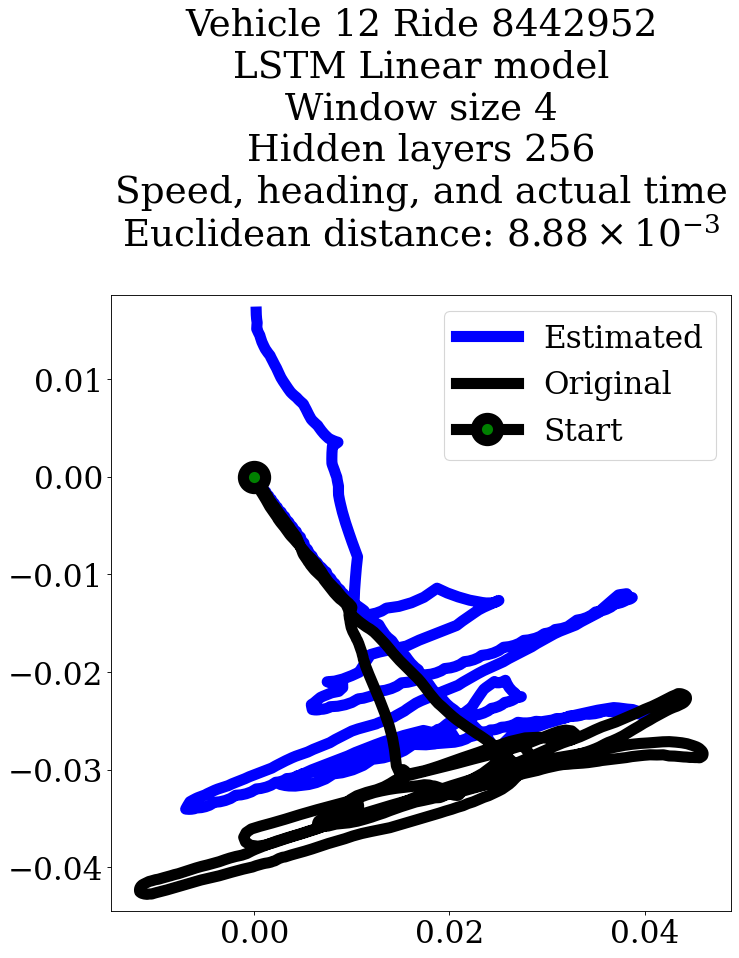 Vehicle 12 Ride 8442952
LSTM Linear model
Window size 4
Hidden layers 256
Speed, heading, and actual time
Euclidean distance: 8.88 × 10⁻³
Estimated
Original
Start
0.01
0.00
−0.01
−0.02
−0.03
−0.04
0.00 0.02 0.04